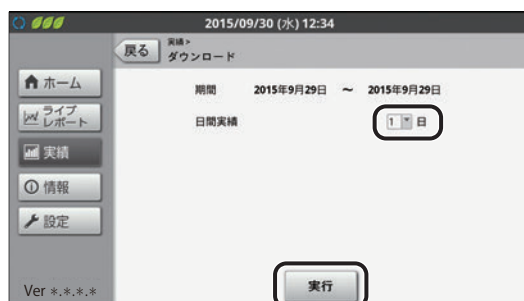 2015/09/30 (水) 12:34
戻る
実績>
ダウンロード
ホーム
ライブ
レポート
実績
情報
設定
Ver *.*.*.*
期間 2015年9月29日 ～ 2015年9月29日
日間実績 1 日
実行